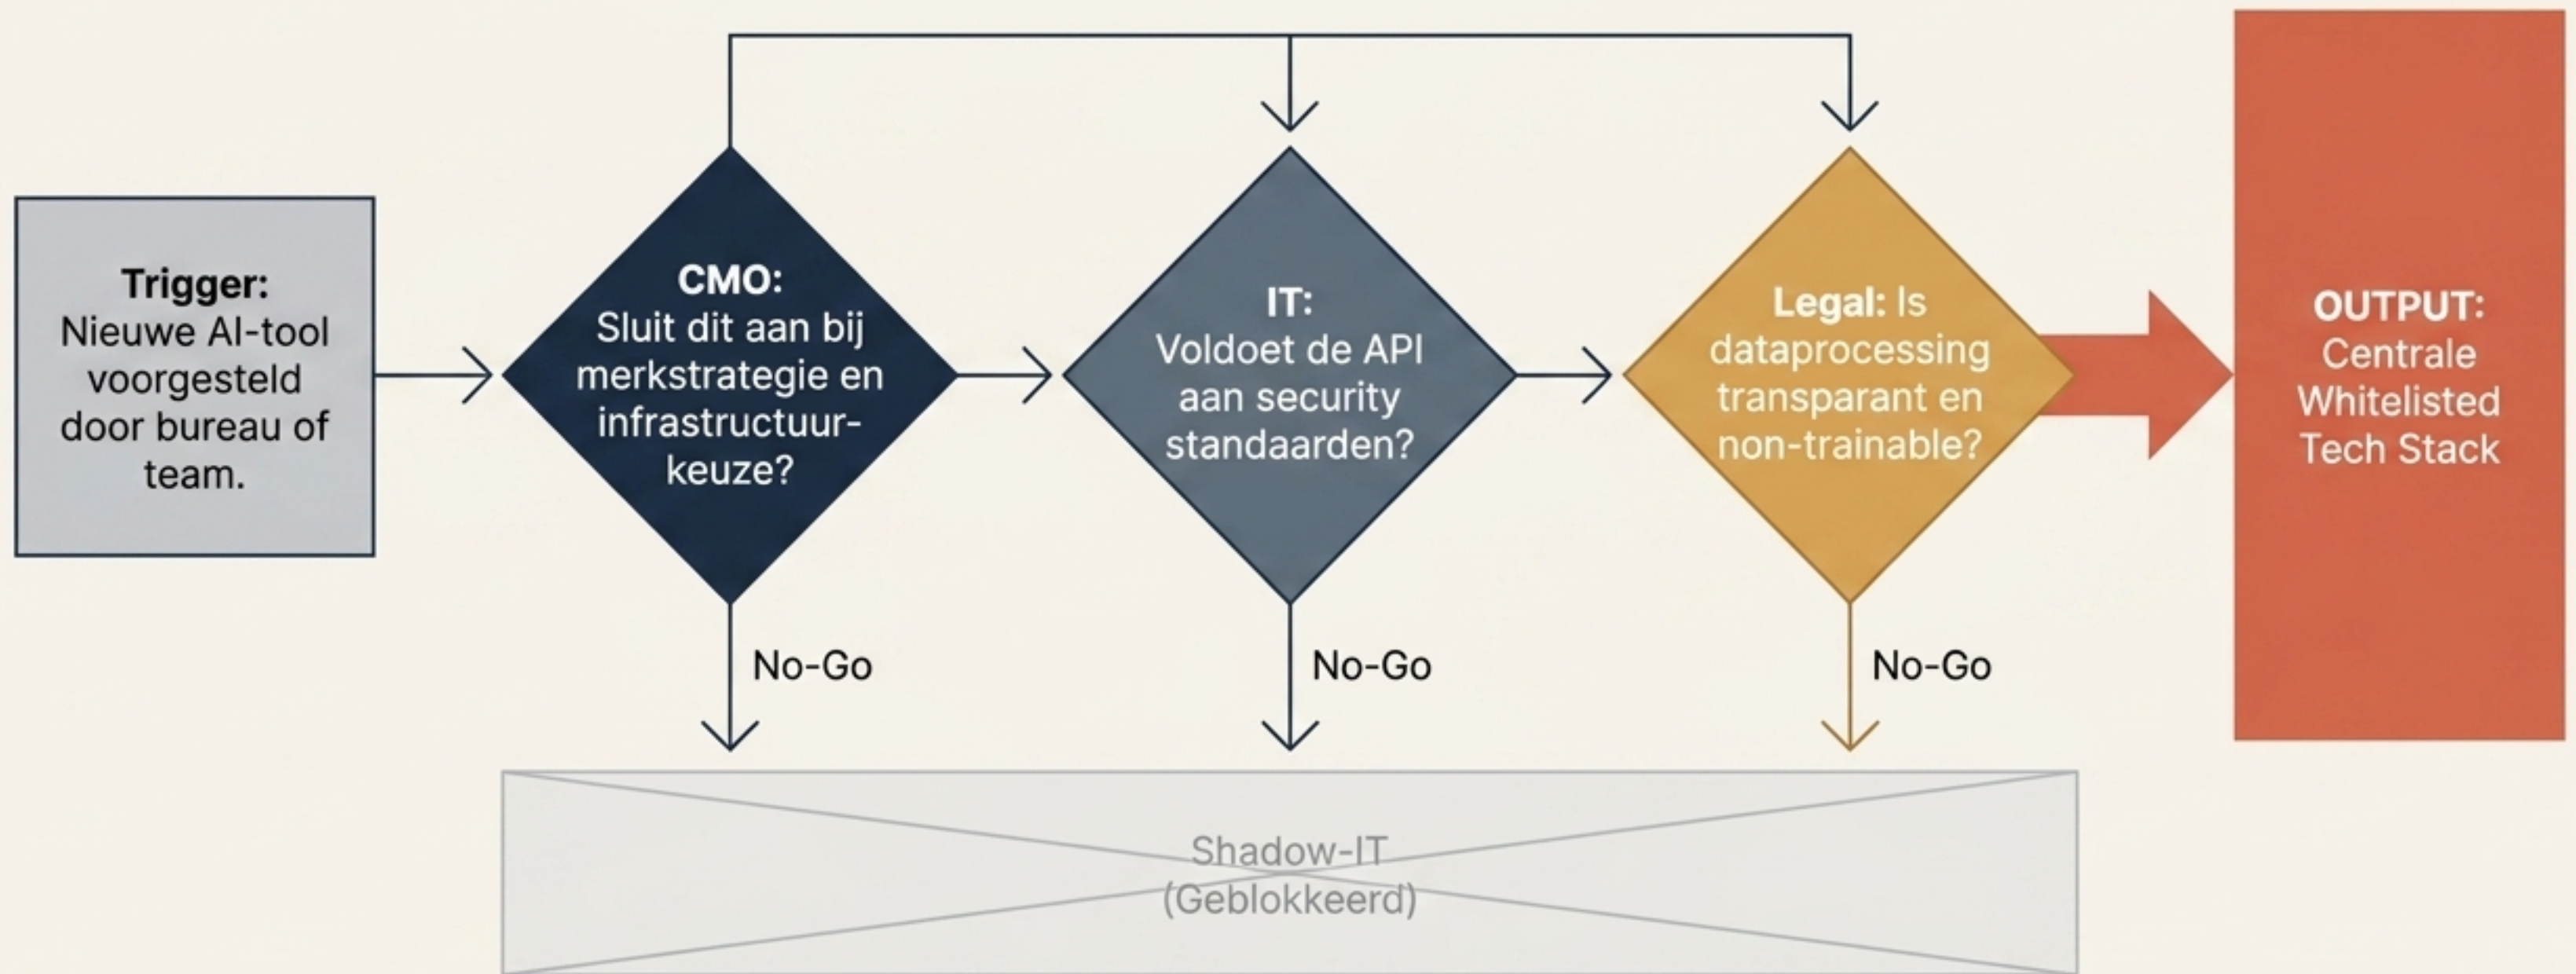 Trigger:
Nieuwe AI-tool
voorgesteld
door bureau of
team.
CMO:
Sluit dit aan bij
merkstrategie en
infrastructuur-
keuze?
IT:
Voldoet de API
aan security
standaarden?
Legal: Is
dataprocessing
transparant en
non-trainable?
OUTPUT:
Centrale
Whitelisted
Tech Stack
No-Go
No-Go
No-Go
Shadow-IT
(Geblokkeerd)